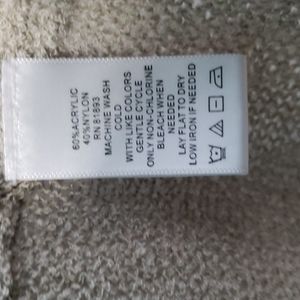 60%ACRYLIC
40%NYLON
RN 81893
MACHINE WASH
COLD
WITH LIKE COLORS
GENTLE CYCLE
ONLY NON-CHLORINE
BLEACH WHEN
NEEDED
LAY FLAT TO DRY
LOW IRON IF NEEDED